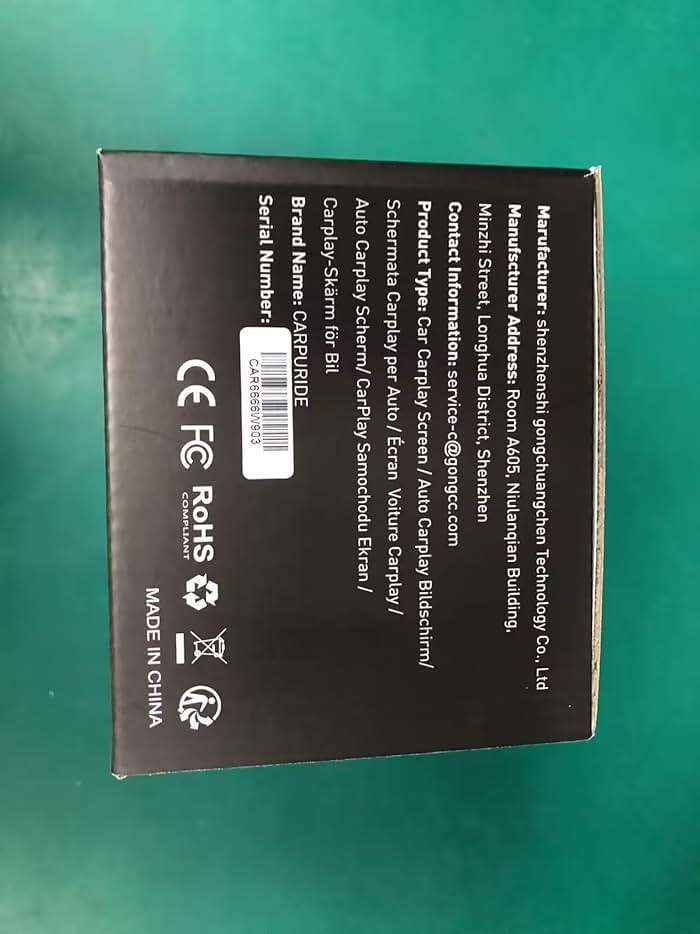 Marufacturer: shenzhenshi gongchuangchen Technology Co., Ltd
Manufscturer Address: Room A605, Niulanqian Building,
Minzhi Street, Longhua District, Shenzhen
Contact Information: service-c@gongcc.com
Product Type: Car Carplay Screen / Auto Carplay Bildschirm/
Schermata Carplay per Auto / Écran Voiture Carplay /
Auto Carplay Scherm/ CarPlay Samochodu Ekran /
Carplay-Skärm för Bil
Brand Name: CARPURIDE
Serial Number:
CAR6666W903
CE FC RoHS
COMPLIANT
MADE IN CHINA